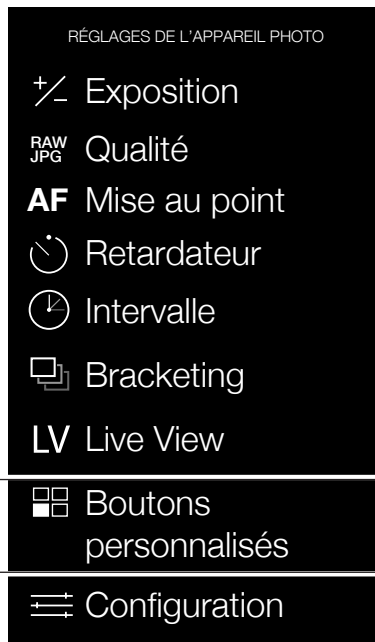 RÉGLAGES DE L'APPAREIL PHOTO
+/- Exposition
RAW
JPG Qualité
AF Mise au point
Retardateur
Intervalle
Bracketing
LV Live View
Boutons
personnalisés
Configuration